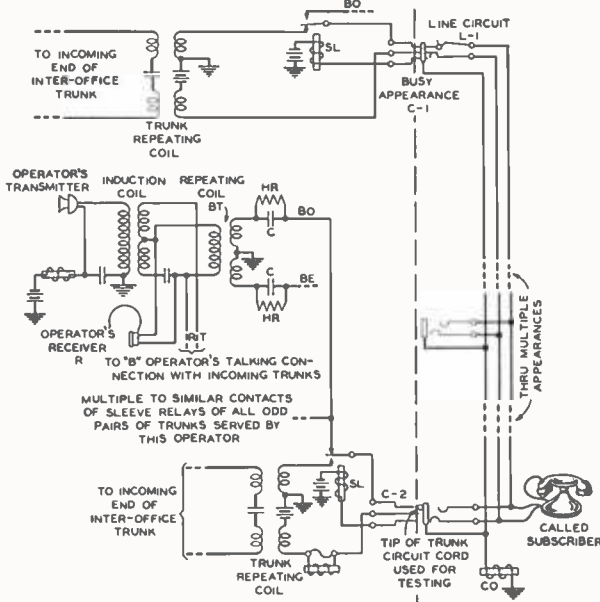 BO
LINE CIRCUIT
L-1
TO INCOMING
END OF
INTER-OFFICE
TRUNK
SL
BUSY
APPEARANCE
C-1
TRUNK
REPEATING
COIL
OPERATOR'S
TRANSMITTER
INDUCTION
COIL
REPEATING
COIL
BT
HR
BO
C
C
BE
HR
OPERATOR'S
RECEIVER
R
R T
TO "B" OPERATOR'S TALKING CON-
NECTION WITH INCOMING TRUNKS
THRU MULTIPLE
APPEARANCES
MULTIPLE TO SIMILAR CONTACTS
OF SLEEVE RELAYS OF ALL ODD
PAIRS OF TRUNKS SERVED BY
THIS OPERATOR
TO INCOMING
END OF
INTER-OFFICE
TRUNK
SL
C-2
TRUNK
REPEATING
COIL
TIP OF TRUNK
CIRCUIT CORD
USED FOR
TESTING
CALLED
SUBSCRIBER
CO